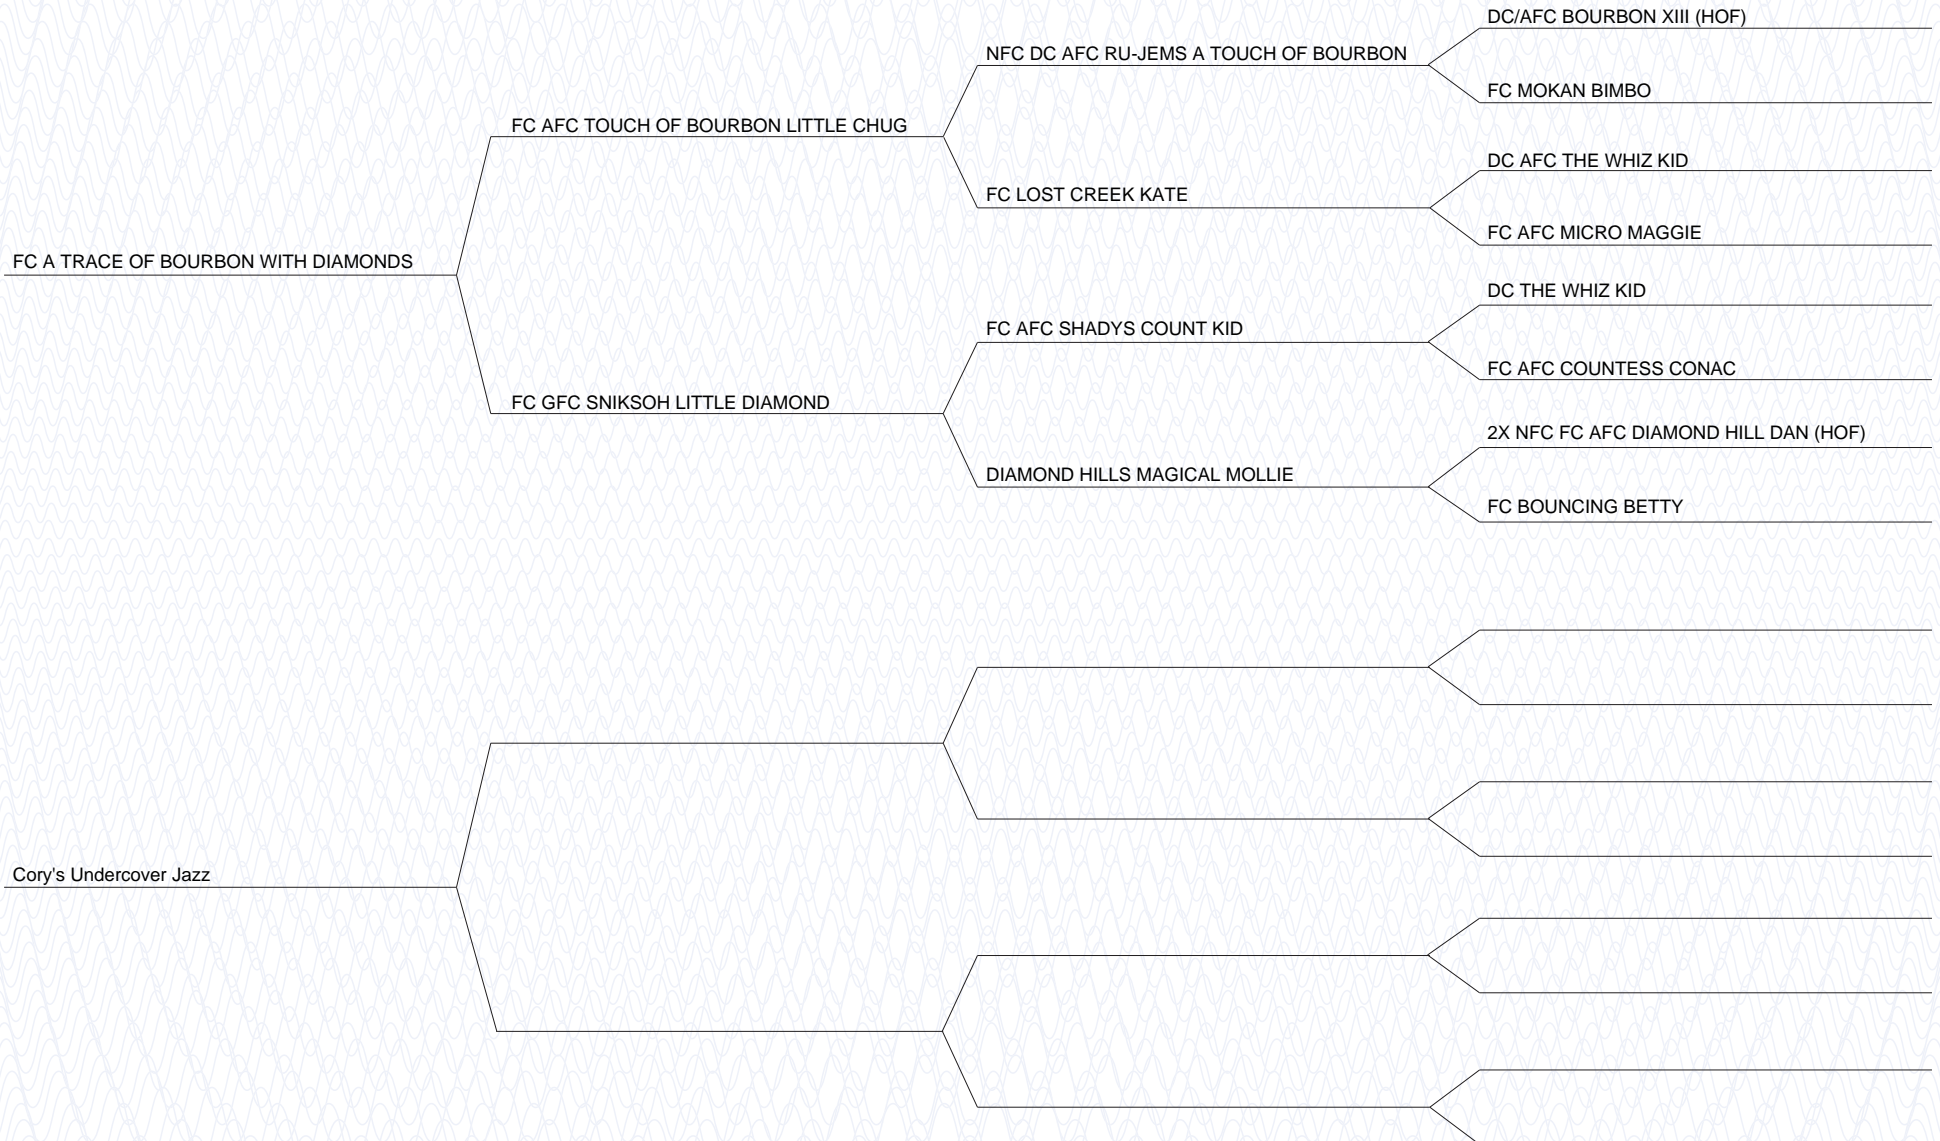 DC/AFC BOURBON XIII (HOF)
NFC DC AFC RU-JEMS A TOUCH OF BOURBON
FC MOKAN BIMBO
FC AFC TOUCH OF BOURBON LITTLE CHUG
DC AFC THE WHIZ KID
FC LOST CREEK KATE
FC AFC MICRO MAGGIE
FC A TRACE OF BOURBON WITH DIAMONDS
DC THE WHIZ KID
FC AFC SHADYS COUNT KID
FC AFC COUNTESS CONAC
FC GFC SNIKSOH LITTLE DIAMOND
2X NFC FC AFC DIAMOND HILL DAN (HOF)
DIAMOND HILLS MAGICAL MOLLIE
FC BOUNCING BETTY
Cory's Undercover Jazz